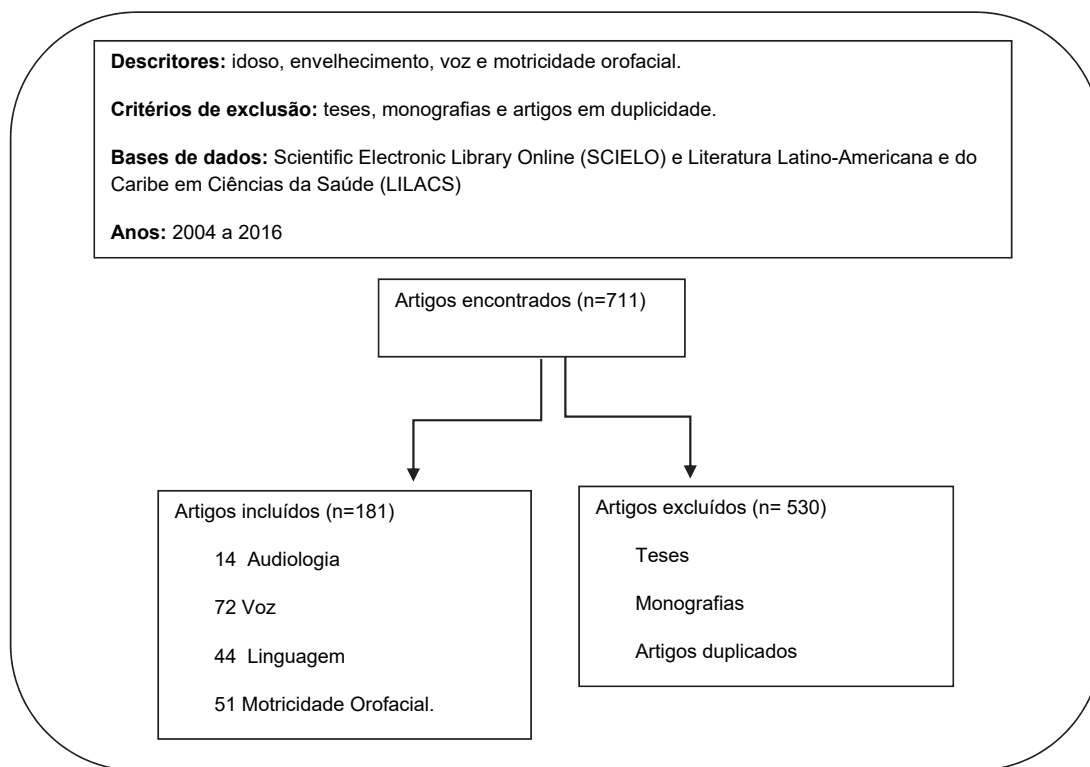 Descritores: idoso, envelhecimento, voz e motricidade orofacial.
Critérios de exclusão: teses, monografias e artigos em duplicidade.
Bases de dados: Scientific Electronic Library Online (SCIELO) e Literatura Latino-Americana e do
Caribe em Ciências da Saúde (LILACS)
Anos: 2004 a 2016
Artigos encontrados (n=711)
Artigos incluídos (n=181)
14 Audiologia
72 Voz
44 Linguagem
51 Motricidade Orofacial.
Artigos excluídos (n= 530)
Teses
Monografias
Artigos duplicados